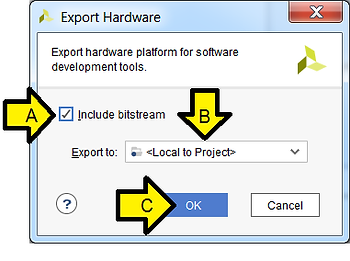 Export Hardware
Export hardware platform for software
development tools.
A
Include bitstream
B
Export to:
<Local to Project>
?
C
OK
Cancel